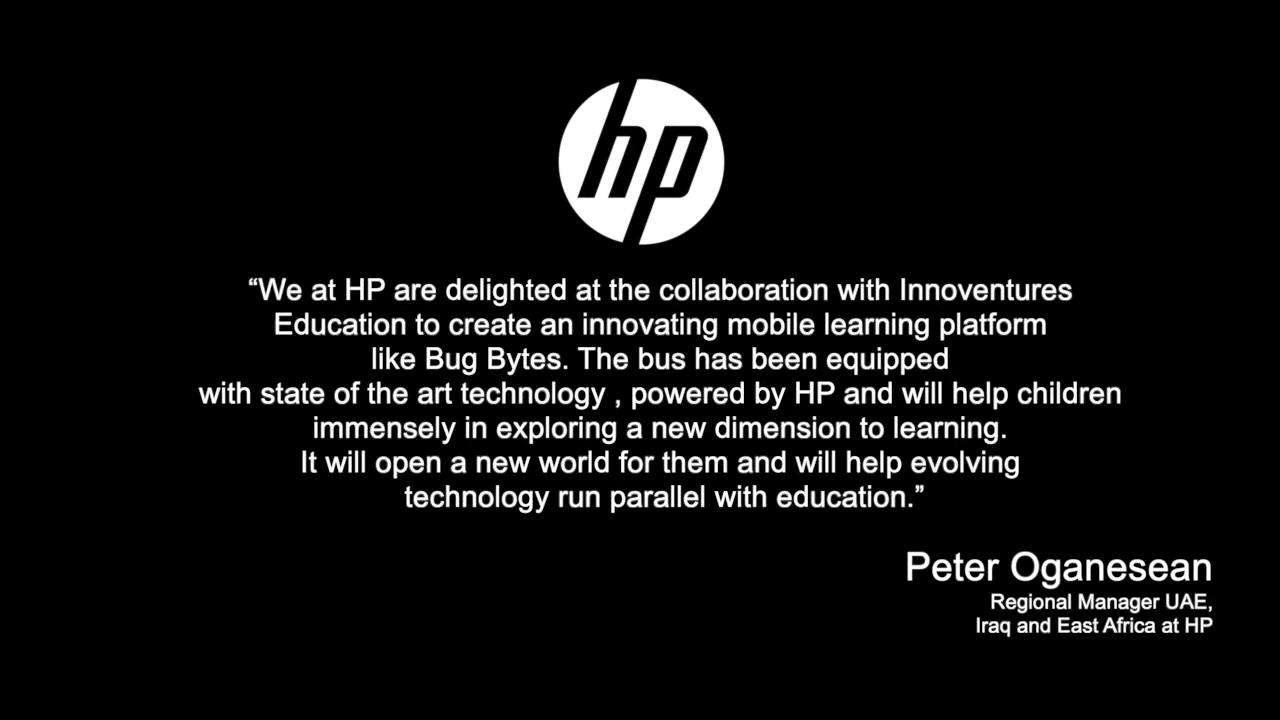 hp
“We at HP are delighted at the collaboration with Innoventures
Education to create an innovating mobile learning platform
like Bug Bytes. The bus has been equipped
with state of the art technology , powered by HP and will help children
immensely in exploring a new dimension to learning.
It will open a new world for them and will help evolving
technology run parallel with education.”
Peter Oganesean
Regional Manager UAE,
Iraq and East Africa at HP